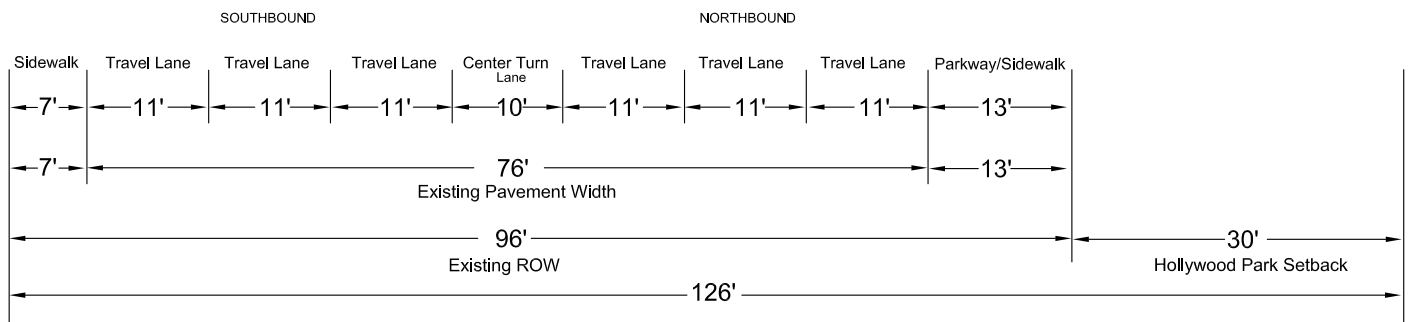 SOUTHBOUND NORTHBOUND
Sidewalk Travel Lane Travel Lane Travel Lane Center Turn Travel Lane Travel Lane Travel Lane Parkway/Sidewalk
Lane
7' 11' 11' 11' 10' 11' 11' 11' 13'
7' 76' 13'
Existing Pavement Width
96' 30'
Existing ROW Hollywood Park Setback
126'